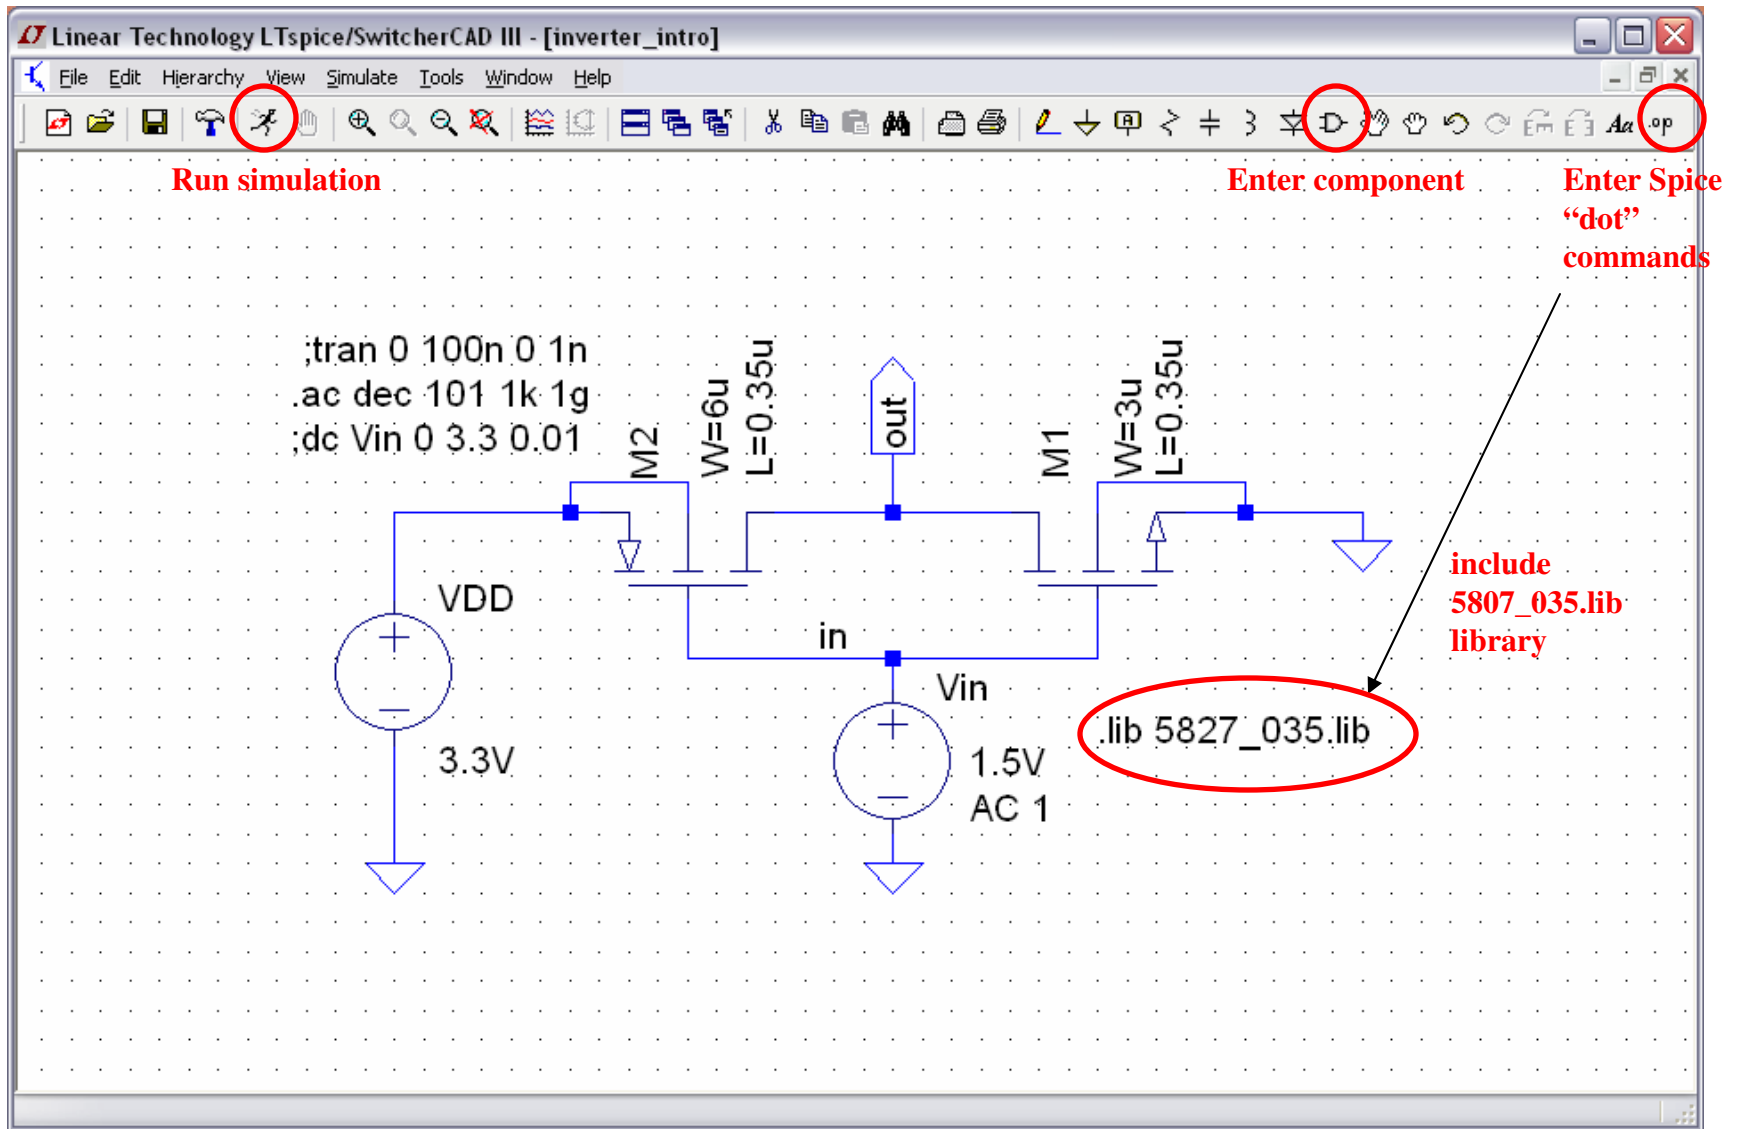 Linear Technology LTspice/SwitcherCAD III - [inverter_intro]
File Edit Hierarchy View Simulate Tools Window Help
Aa .op
Run simulation
Enter component
Enter Spice
“dot”
commands
;tran 0 100n 0 1n
.ac dec 101 1k 1g
;dc Vin 0 3.3 0.01
M2
W=6u
L=0.35u
out
M1
W=3u
L=0.35u
include
5807_035.lib
library
VDD
3.3V
in
Vin
1.5V
AC 1
.lib 5827_035.lib